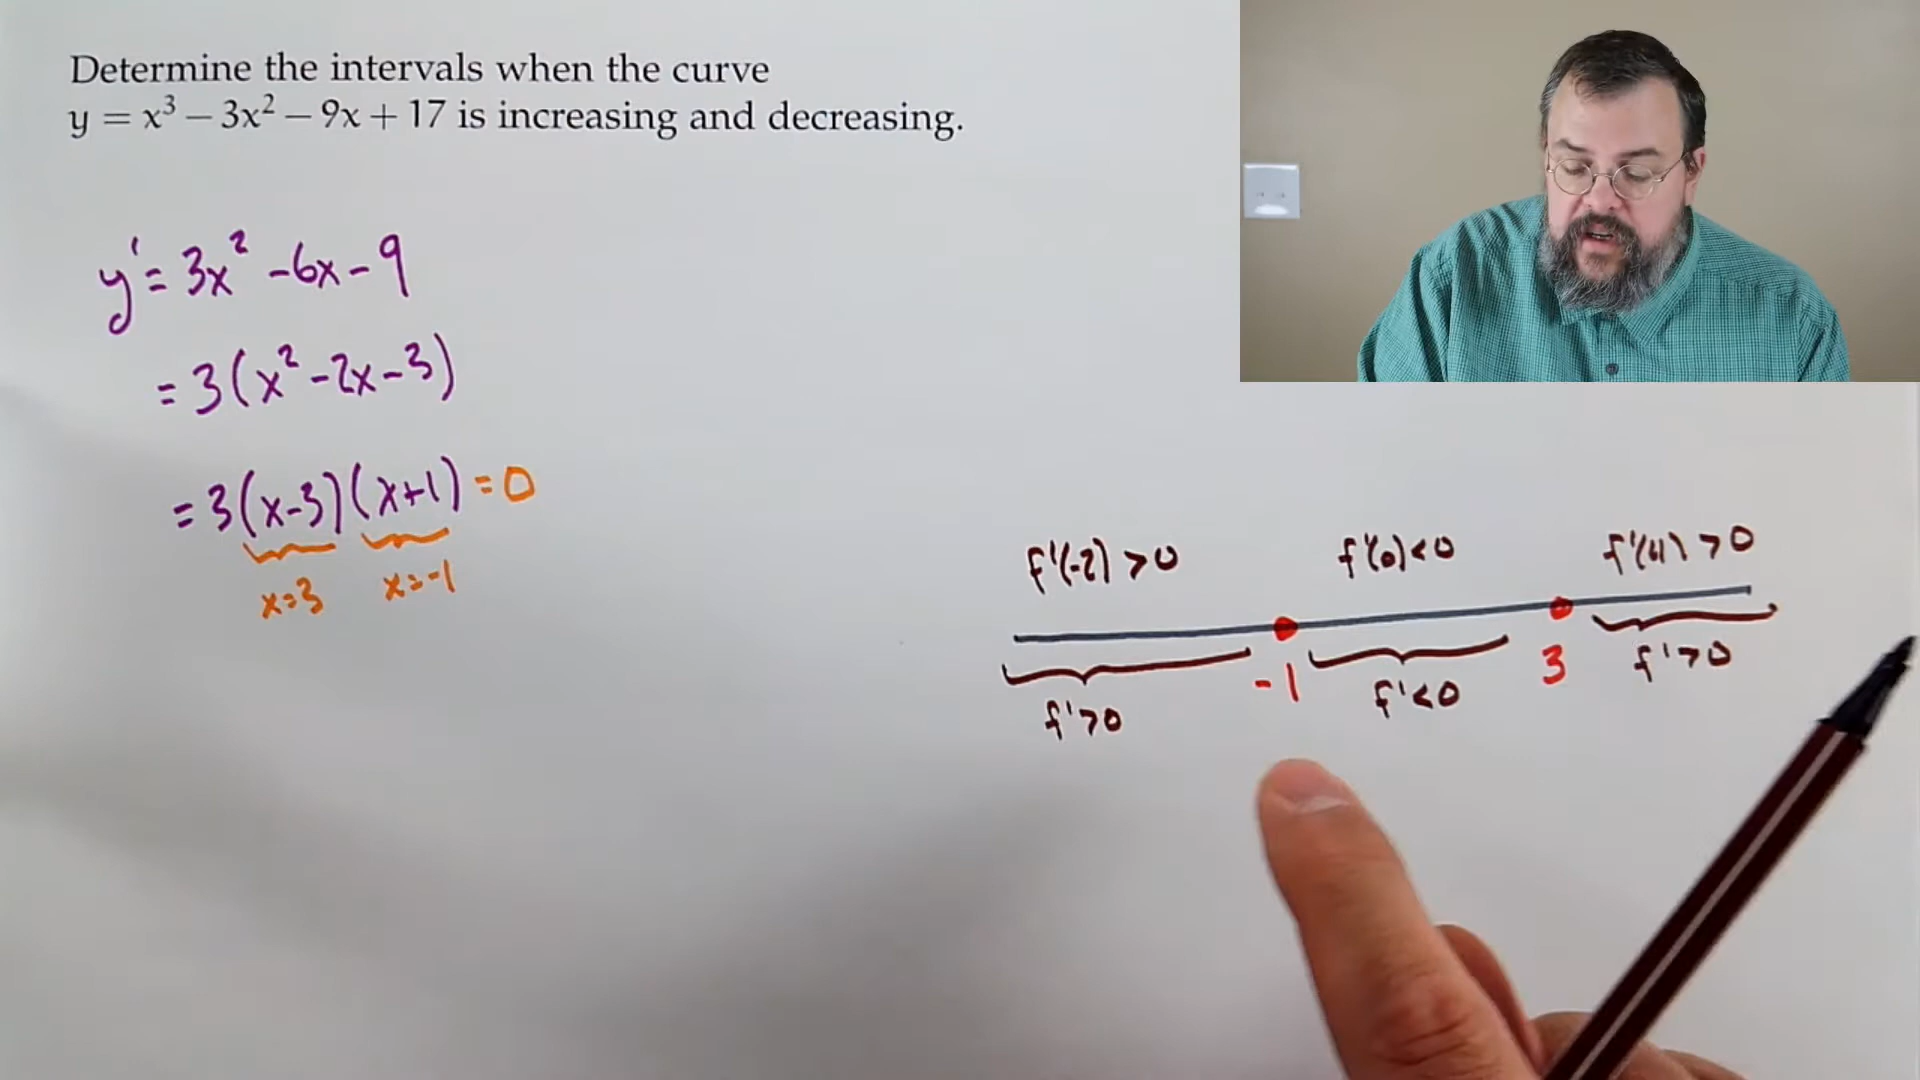 Determine the intervals when the curve
y = x³ − 3x² − 9x + 17 is increasing and decreasing.
y' = 3x² - 6x - 9
= 3(x² - 2x - 3)
= 3(x-3)(x+1) = 0
x=3 x=-1
f'(-2) > 0 f'(0) < 0 f'(4) > 0
-1 3
f' > 0 f' < 0 f' > 0